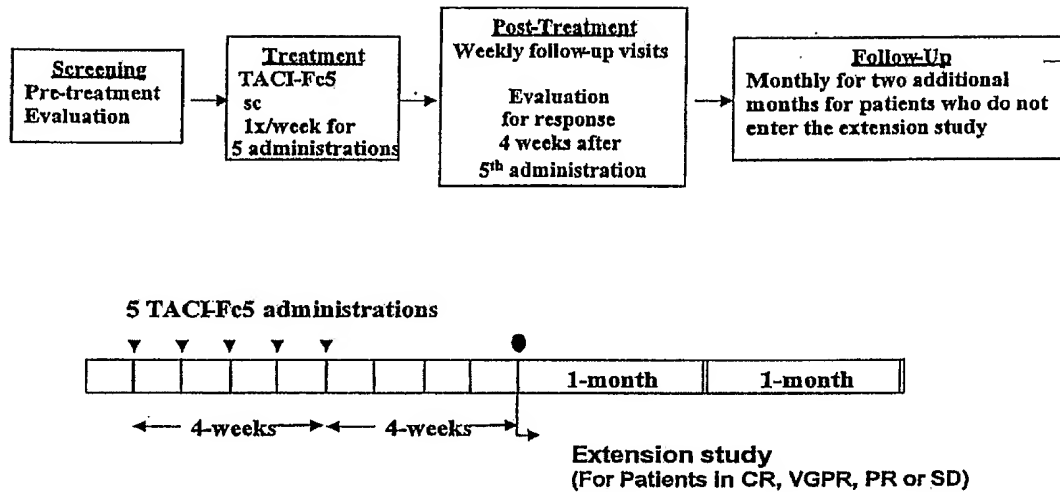 Screening
Pre-treatment
Evaluation
Treatment
TACI-Fc5
sc
1x/week for
5 administrations
Post-Treatment
Weekly follow-up visits
Evaluation
for response
4 weeks after
5th administration
Follow-Up
Monthly for two additional
months for patients who do not
enter the extension study
5 TACI-Fc5 administrations
1-month
1-month
4-weeks
4-weeks
Extension study
(For Patients in CR, VGPR, PR or SD)